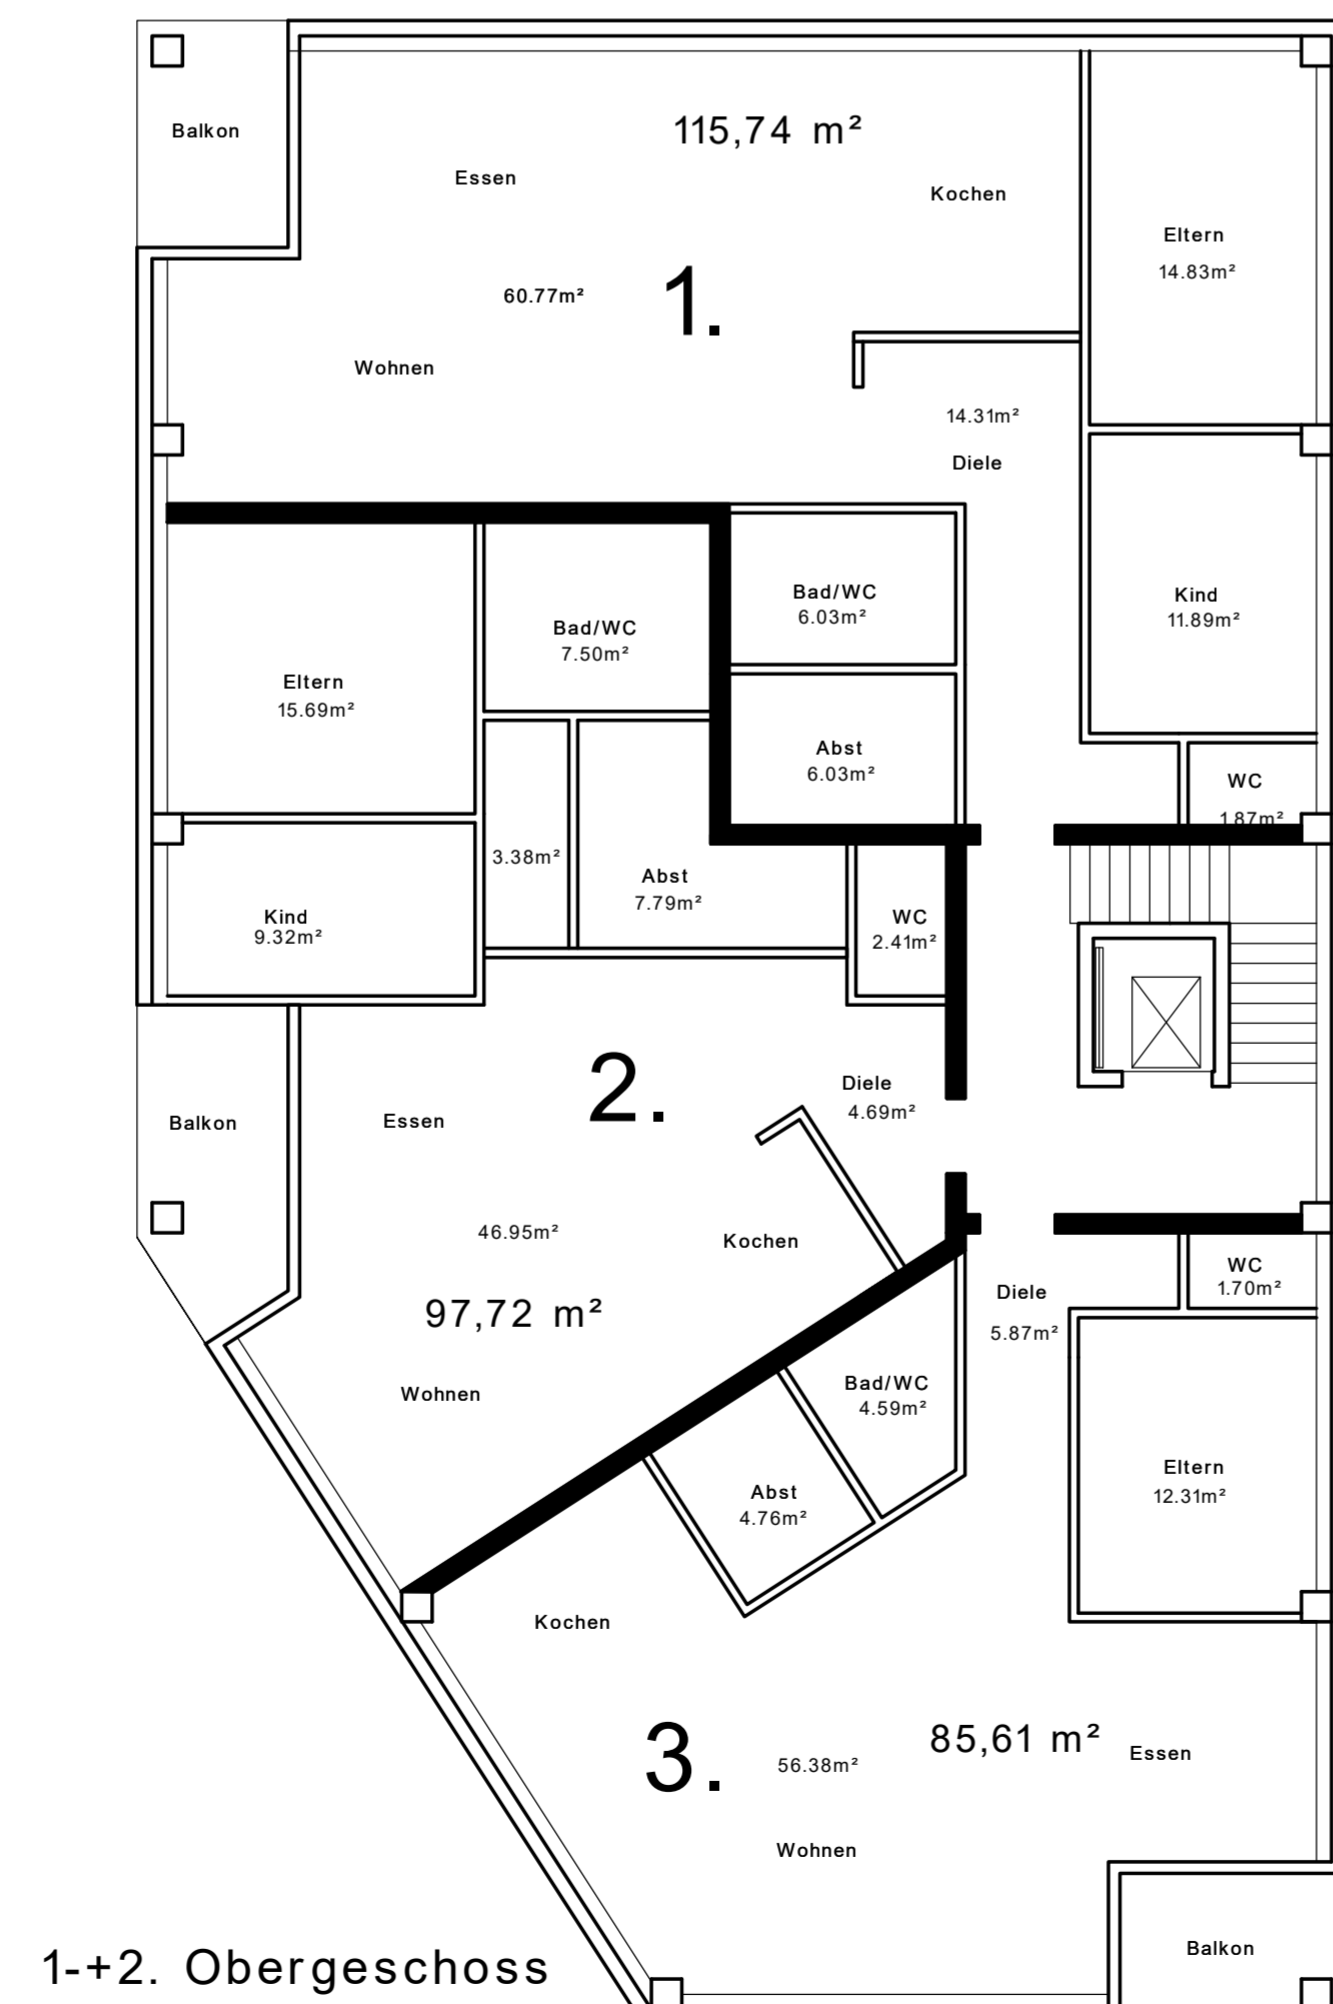 Balkon
115,74 m²
Essen
Kochen
Eltern
14.83m²
60.77m²
1.
Wohnen
14.31m²
Diele
Bad/WC
6.03m²
Kind
11.89m²
Bad/WC
7.50m²
Eltern
15.69m²
Abst
6.03m²
WC
1.87m²
3.38m²
Abst
7.79m²
Kind
9.32m²
WC
2.41m²
2.
Diele
4.69m²
Balkon
Essen
46.95m²
Kochen
97,72 m²
Wohnen
WC
1.70m²
Diele
5.87m²
Bad/WC
4.59m²
Eltern
12.31m²
Abst
4.76m²
Kochen
3.
56.38m²
85,61 m²
Essen
Wohnen
Balkon
1-+2. Obergeschoss